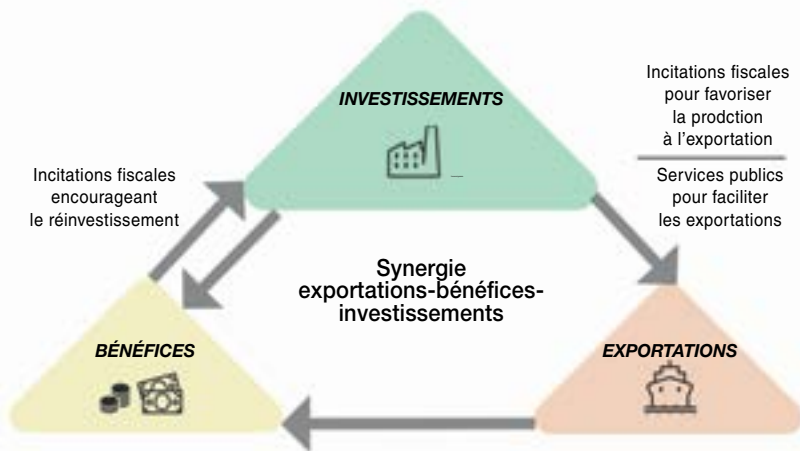 INVESTISSEMENTS
Incitations fiscales
pour favoriser
la prodction
à l'exportation
Services publics
pour faciliter
les exportations
Incitations fiscales
encourageant
le réinvestissement
Synergie
exportations-bénéfices-
investissements
BÉNÉFICES
EXPORTATIONS